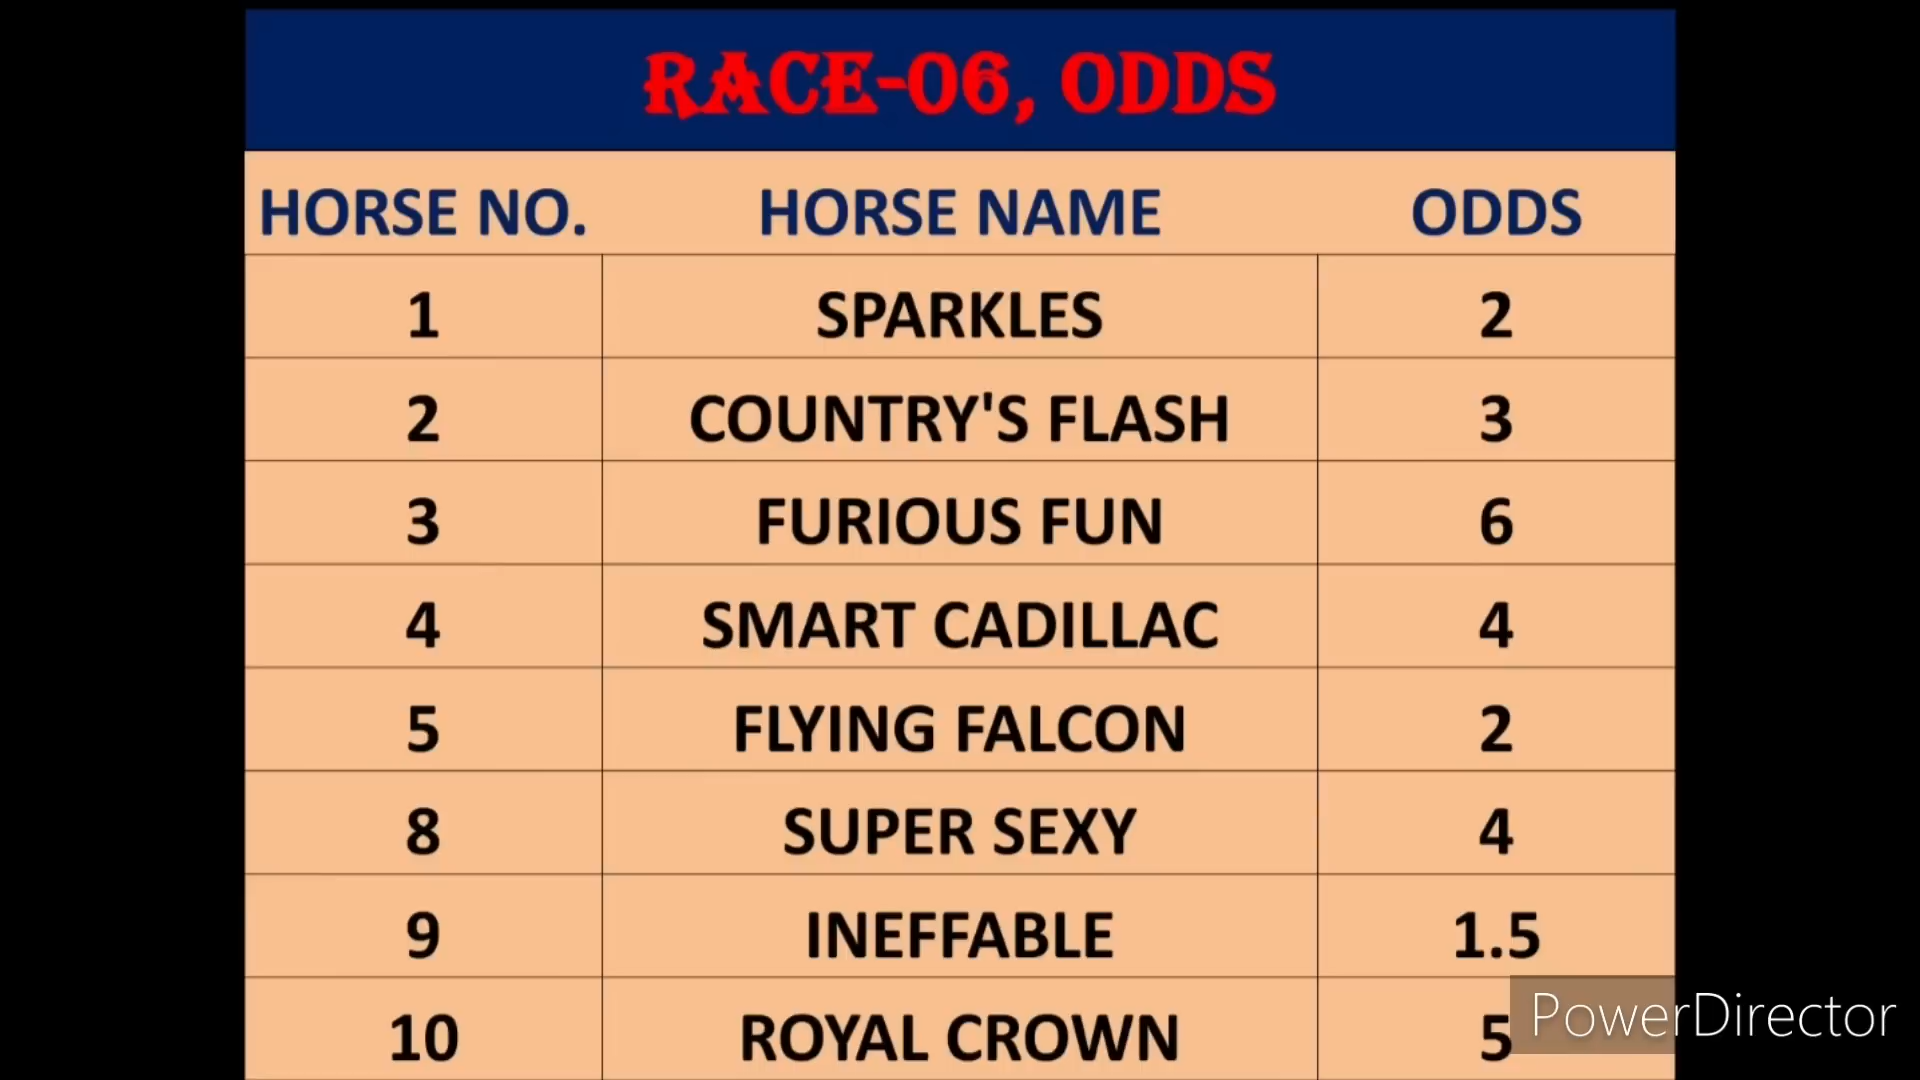 RACE-06, ODDS
HORSE NO. HORSE NAME ODDS
1 SPARKLES 2
2 COUNTRY'S FLASH 3
3 FURIOUS FUN 6
4 SMART CADILLAC 4
5 FLYING FALCON 2
8 SUPER SEXY 4
9 INEFFABLE 1.5
10 ROYAL CROWN 5
PowerDirector